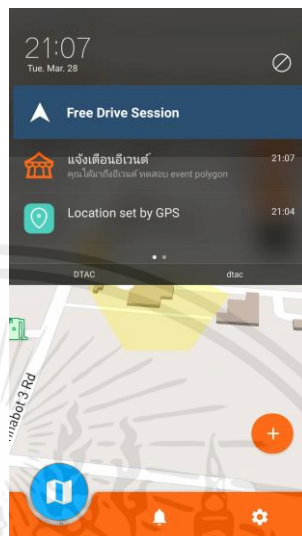 21:07
Tue. Mar. 28
Free Drive Session
แจ้งเตือนอีเวนต์ 21:07
คุณได้มาถึงอีเวนต์ ทดสอบ event polygon
Location set by GPS 21:04
DTAC dtac
nabot 3 Rd